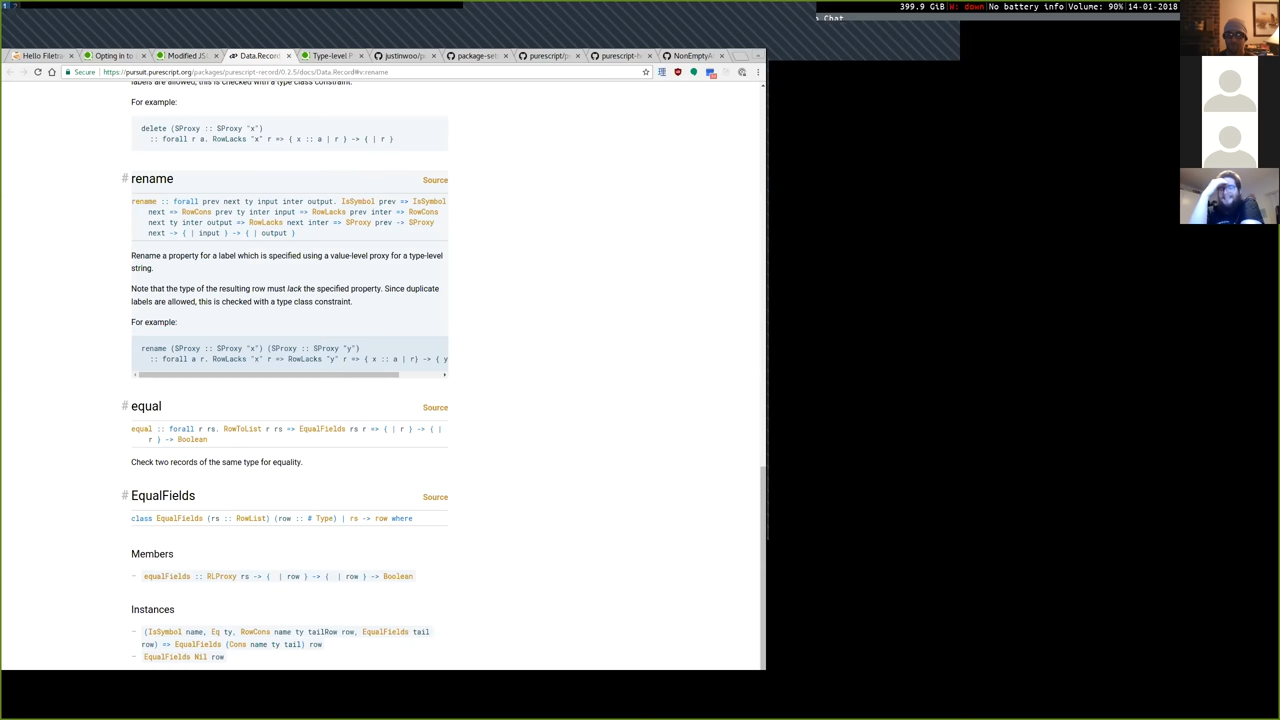 1 2
399.9 GiB|W: down|No battery info|Volume: 90%|14-01-2018
Chat
Hello Filetr
Opting in to
Modified JS
Data.Record
Type-level P
justinwoo/p
package-set
purescript/p
purescript-h
NonEmptyA
Secure | https://pursuit.purescript.org/packages/purescript-record/0.2.5/docs/Data.Record#v:rename
labels are allowed, this is checked with a type class constraint.
For example:
delete (SProxy :: SProxy "x")
:: forall r a. RowLacks "x" r => { x :: a | r } -> { | r }
# rename
Source
rename :: forall prev next ty input inter output. IsSymbol prev => IsSymbol
next => RowCons prev ty inter input => RowLacks prev inter => RowCons
next ty inter output => RowLacks next inter => SProxy prev -> SProxy
next -> { | input } -> { | output }
Rename a property for a label which is specified using a value-level proxy for a type-level
string.
Note that the type of the resulting row must lack the specified property. Since duplicate
labels are allowed, this is checked with a type class constraint.
For example:
rename (SProxy :: SProxy "x") (SProxy :: SProxy "y")
:: forall a r. RowLacks "x" r => RowLacks "y" r => { x :: a | r} -> { y
# equal
Source
equal :: forall r rs. RowToList r rs => EqualFields rs r => { | r } -> { |
r } -> Boolean
Check two records of the same type for equality.
# EqualFields
Source
class EqualFields (rs :: RowList) (row :: # Type) | rs -> row where
Members
equalFields :: RLProxy rs -> { | row } -> { | row } -> Boolean
Instances
(IsSymbol name, Eq ty, RowCons name ty tailRow row, EqualFields tail
row) => EqualFields (Cons name ty tail) row
EqualFields Nil row